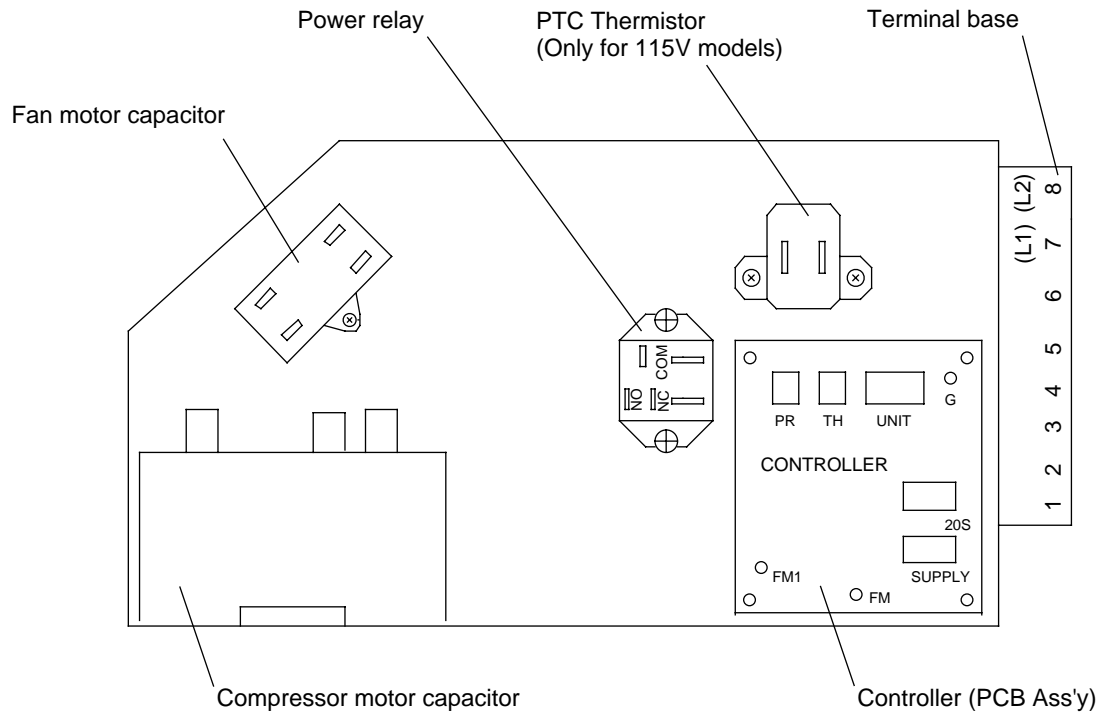 Power relay
PTC Thermistor
(Only for 115V models)
Terminal base
Fan motor capacitor
(L1) (L2)
1 2 3 4 5 6 7 8
COM
NO
NC
PR
TH
UNIT
G
CONTROLLER
20S
SUPPLY
FM1
FM
Compressor motor capacitor
Controller (PCB Ass'y)